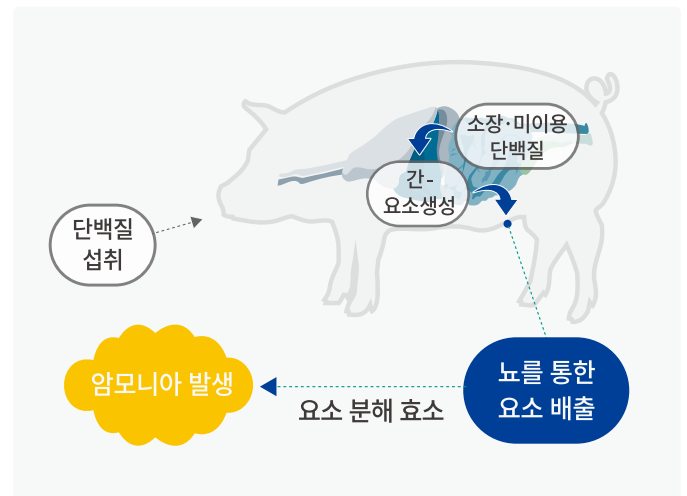 소장·미이용
단백질
간-
요소생성
단백질
섭취
암모니아 발생
요소 분해 효소
뇨를 통한
요소 배출